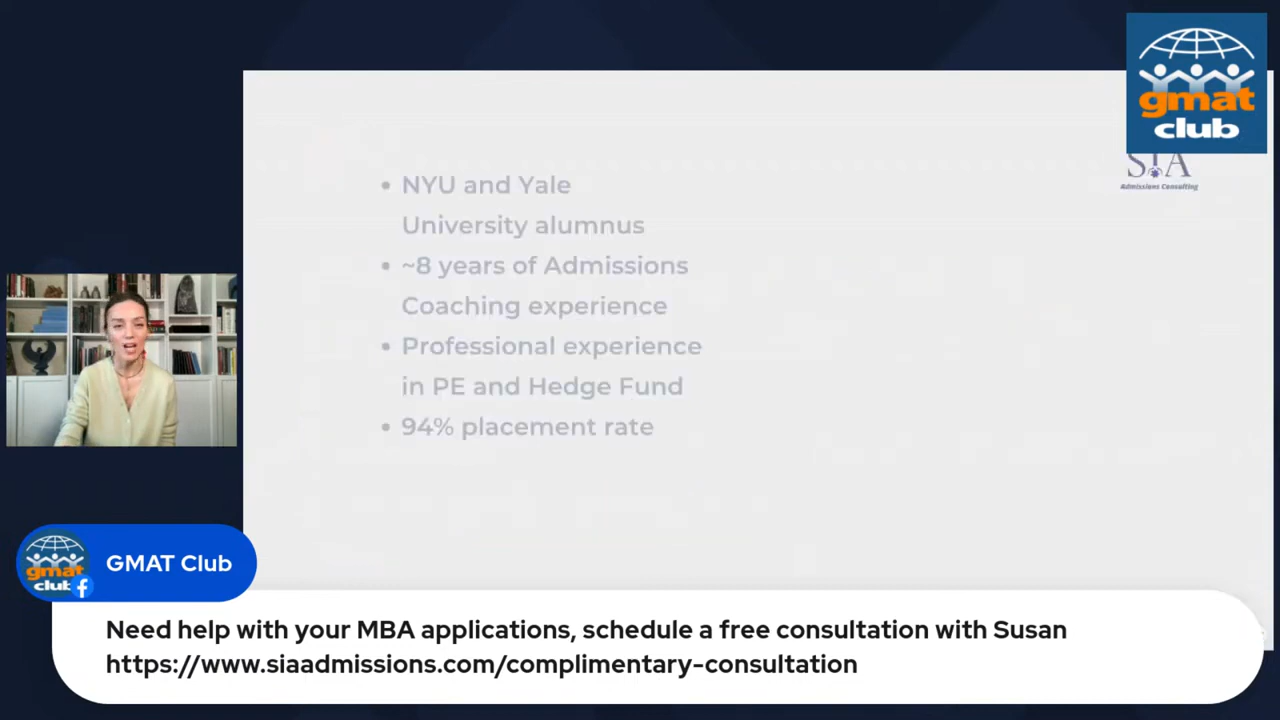 gmat
club
SIA
Admissions Consulting
• NYU and Yale
University alumnus
• ~8 years of Admissions
Coaching experience
• Professional experience
in PE and Hedge Fund
• 94% placement rate
gmat
club
GMAT Club
Need help with your MBA applications, schedule a free consultation with Susan
https://www.siaadmissions.com/complimentary-consultation